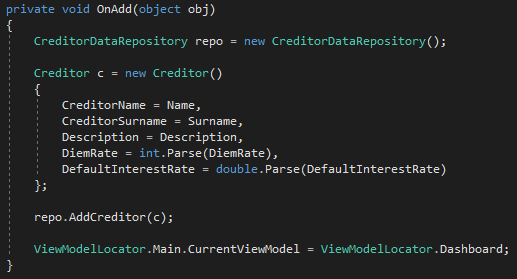 private void OnAdd(object obj)
{
    CreditorDataRepository repo = new CreditorDataRepository();
    Creditor c = new Creditor()
    {
        CreditorName = Name,
        CreditorSurname = Surname,
        Description = Description,
        DiemRate = int.Parse(DiemRate),
        DefaultInterestRate = double.Parse(DefaultInterestRate)
    };
    repo.AddCreditor(c);
    ViewModelLocator.Main.CurrentViewModel = ViewModelLocator.Dashboard;
}